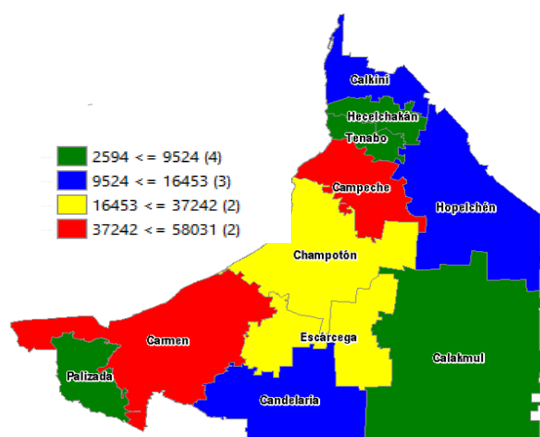 Calkiní
Hecelchakán
Tenabo
2594 <= 9524 (4)
9524 <= 16453 (3)
16453 <= 37242 (2)
37242 <= 58031 (2)
Campeche
Hopelchén
Champotón
Escárcega
Carmen
Calakmul
Palizada
Candelaria